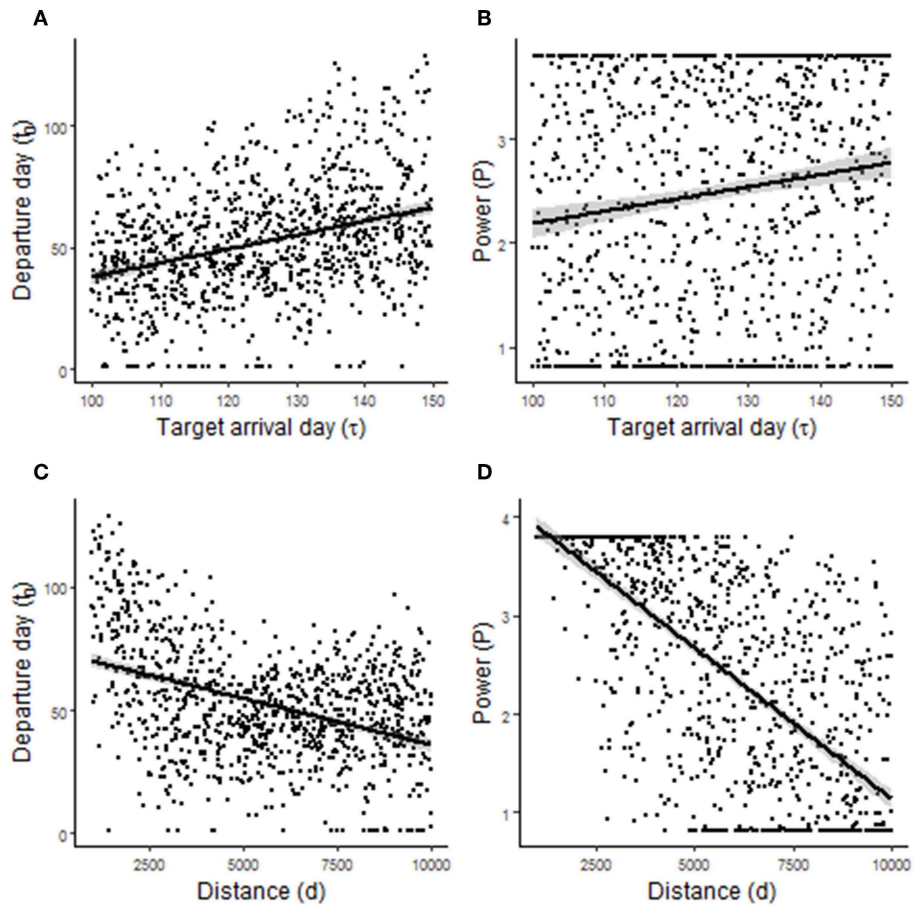 A
Departure day (tb)
100
50
0
100 110 120 130 140 150
Target arrival day (τ)
B
Power (P)
3
2
1
100 110 120 130 140 150
Target arrival day (τ)
C
Departure day (tb)
100
50
0
2500 5000 7500 10000
Distance (d)
D
Power (P)
4
3
2
1
2500 5000 7500 10000
Distance (d)